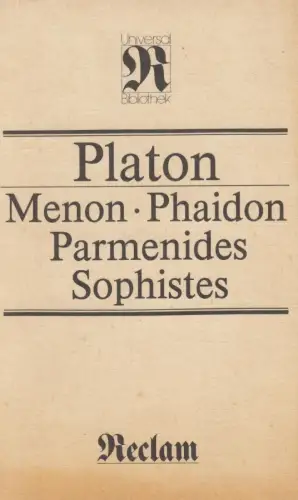 Universal
R
Bibliothek
Platon
Menon · Phaidon
Parmenides
Sophistes
Reclam